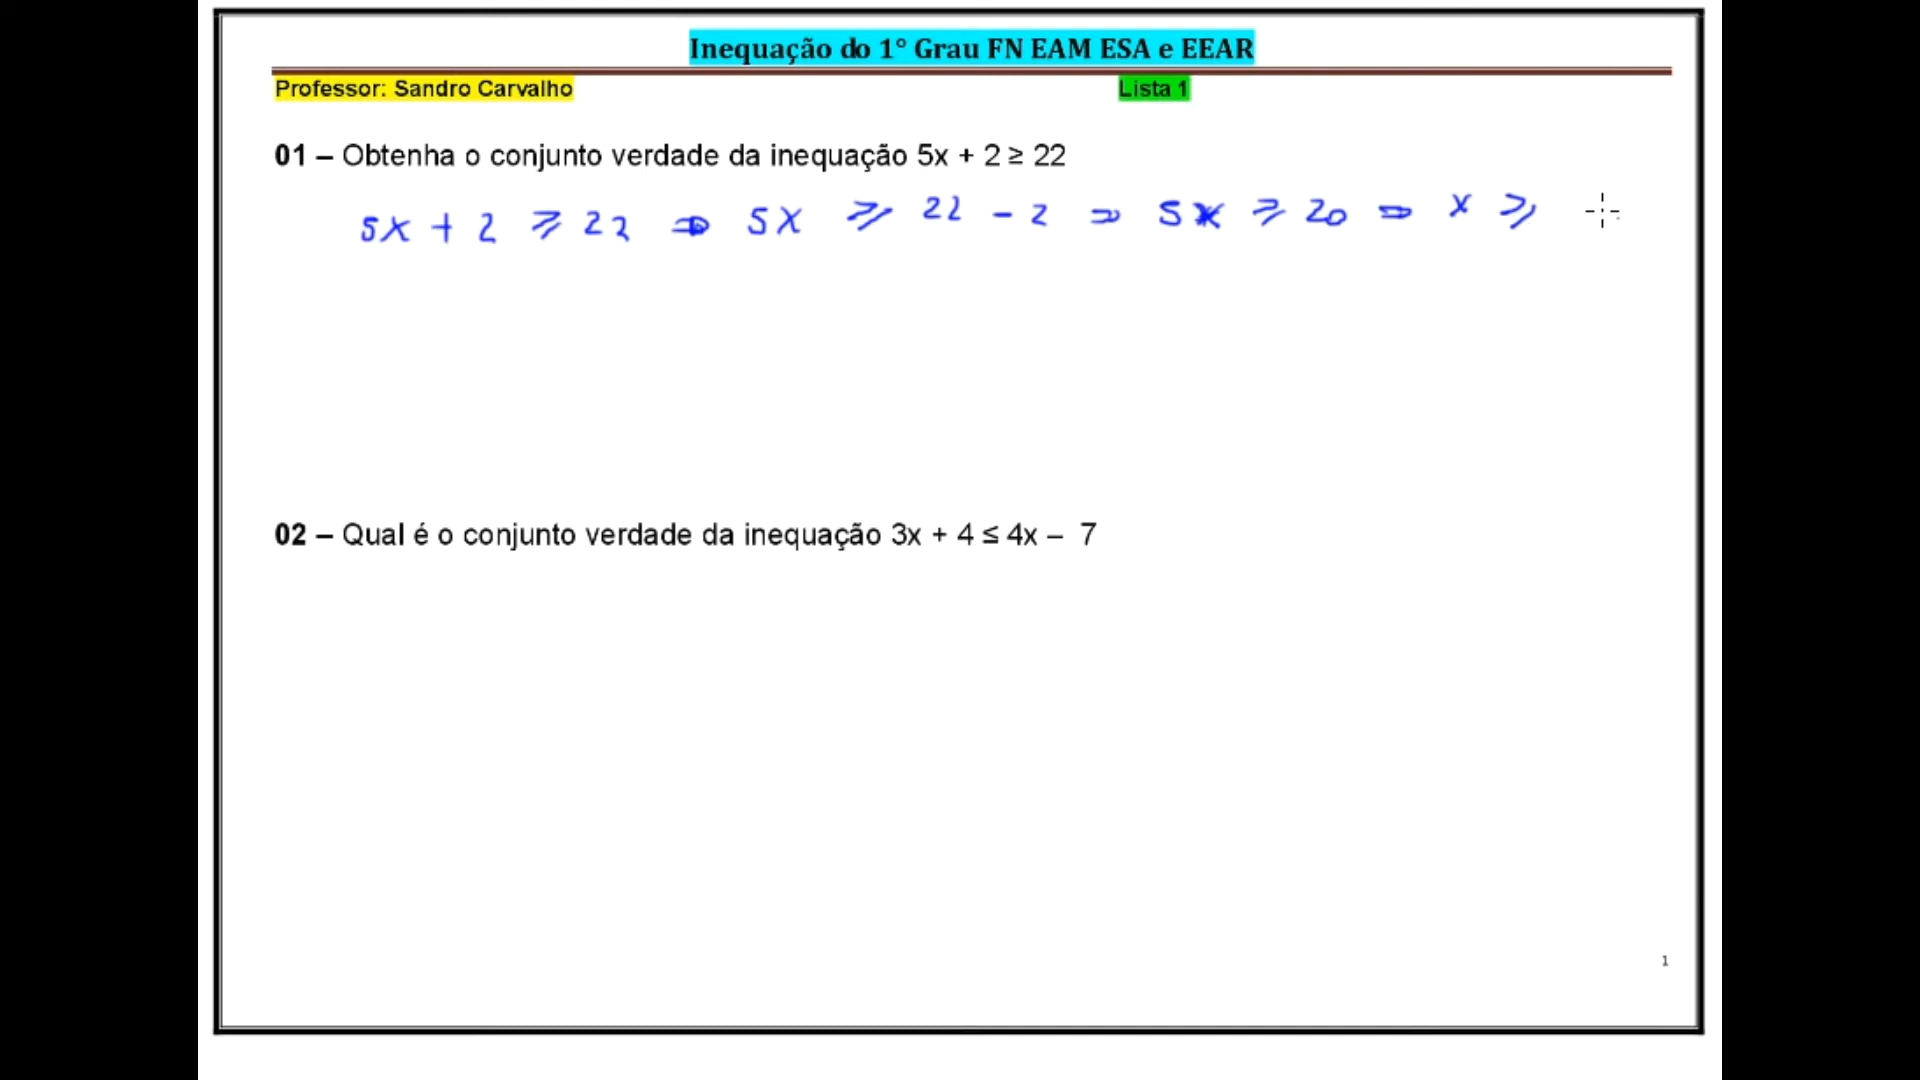 Inequação do 1° Grau FN EAM ESA e EEAR
Professor: Sandro Carvalho Lista 1
01 – Obtenha o conjunto verdade da inequação 5x + 2 ≥ 22
5x + 2 ≥ 22 ⇒ 5x ≥ 22 - 2 ⇒ 5x ≥ 20 ⇒ x ≥
02 – Qual é o conjunto verdade da inequação 3x + 4 ≤ 4x – 7
1